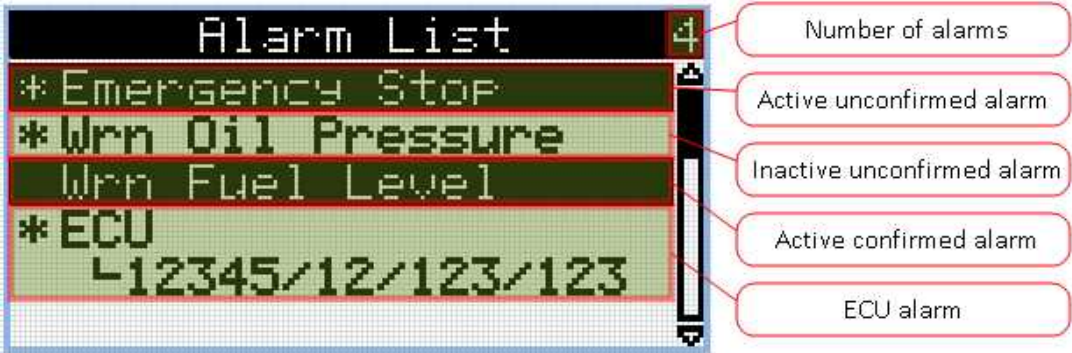 Alarm List 4
* Emergency Stop
* Wrn Oil Pressure
Wrn Fuel Level
* ECU
12345/12/123/123
Number of alarms
Active unconfirmed alarm
Inactive unconfirmed alarm
Active confirmed alarm
ECU alarm